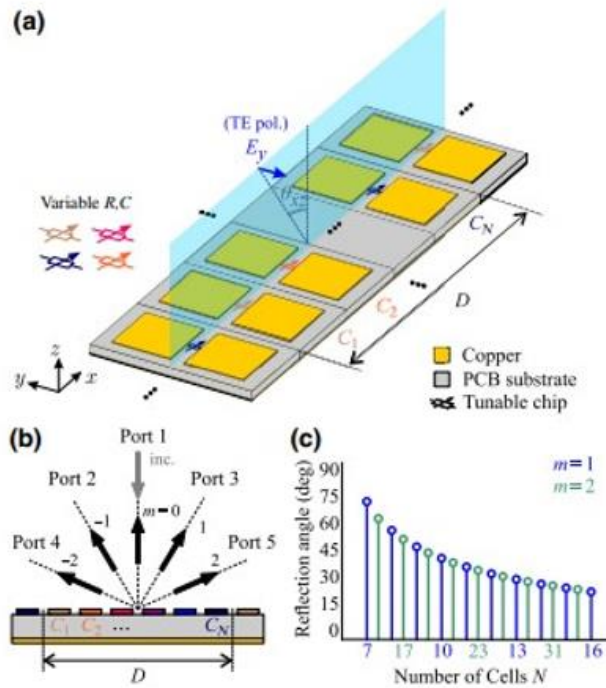 (a)
(TE pol.)
E_y
θ_xz
Variable R,C
C_N
C_2
C_1
D
z
y
x
Copper
PCB substrate
Tunable chip
(b)
Port 1
inc.
Port 2
Port 3
m=0
-1
1
Port 4
Port 5
-2
2
C_1 C_2 ... C_N
D
(c)
m=1
m=2
Reflection angle (deg)
90
75
60
45
30
15
0
7 17 10 23 13 31 16
Number of Cells N